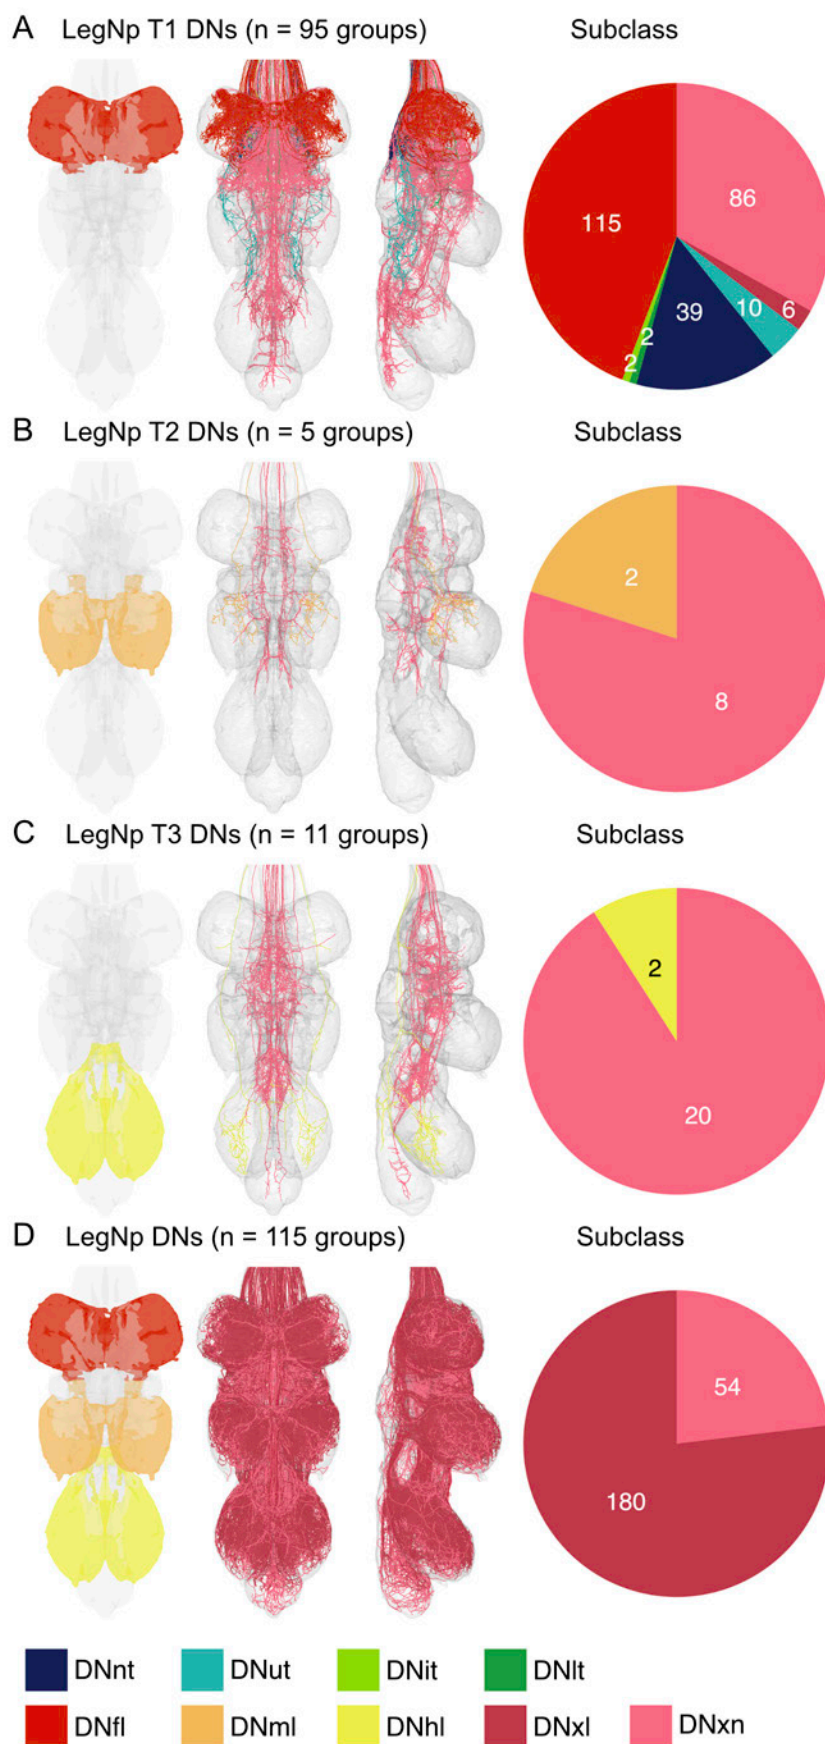 A LegNp T1 DNs (n = 95 groups) Subclass
86
115
6
10
39
2
2
B LegNp T2 DNs (n = 5 groups) Subclass
2
8
C LegNp T3 DNs (n = 11 groups) Subclass
2
20
D LegNp DNs (n = 115 groups) Subclass
54
180
DNnt DNut DNit DNlt
DNfl DNml DNhl DNxl DNxn